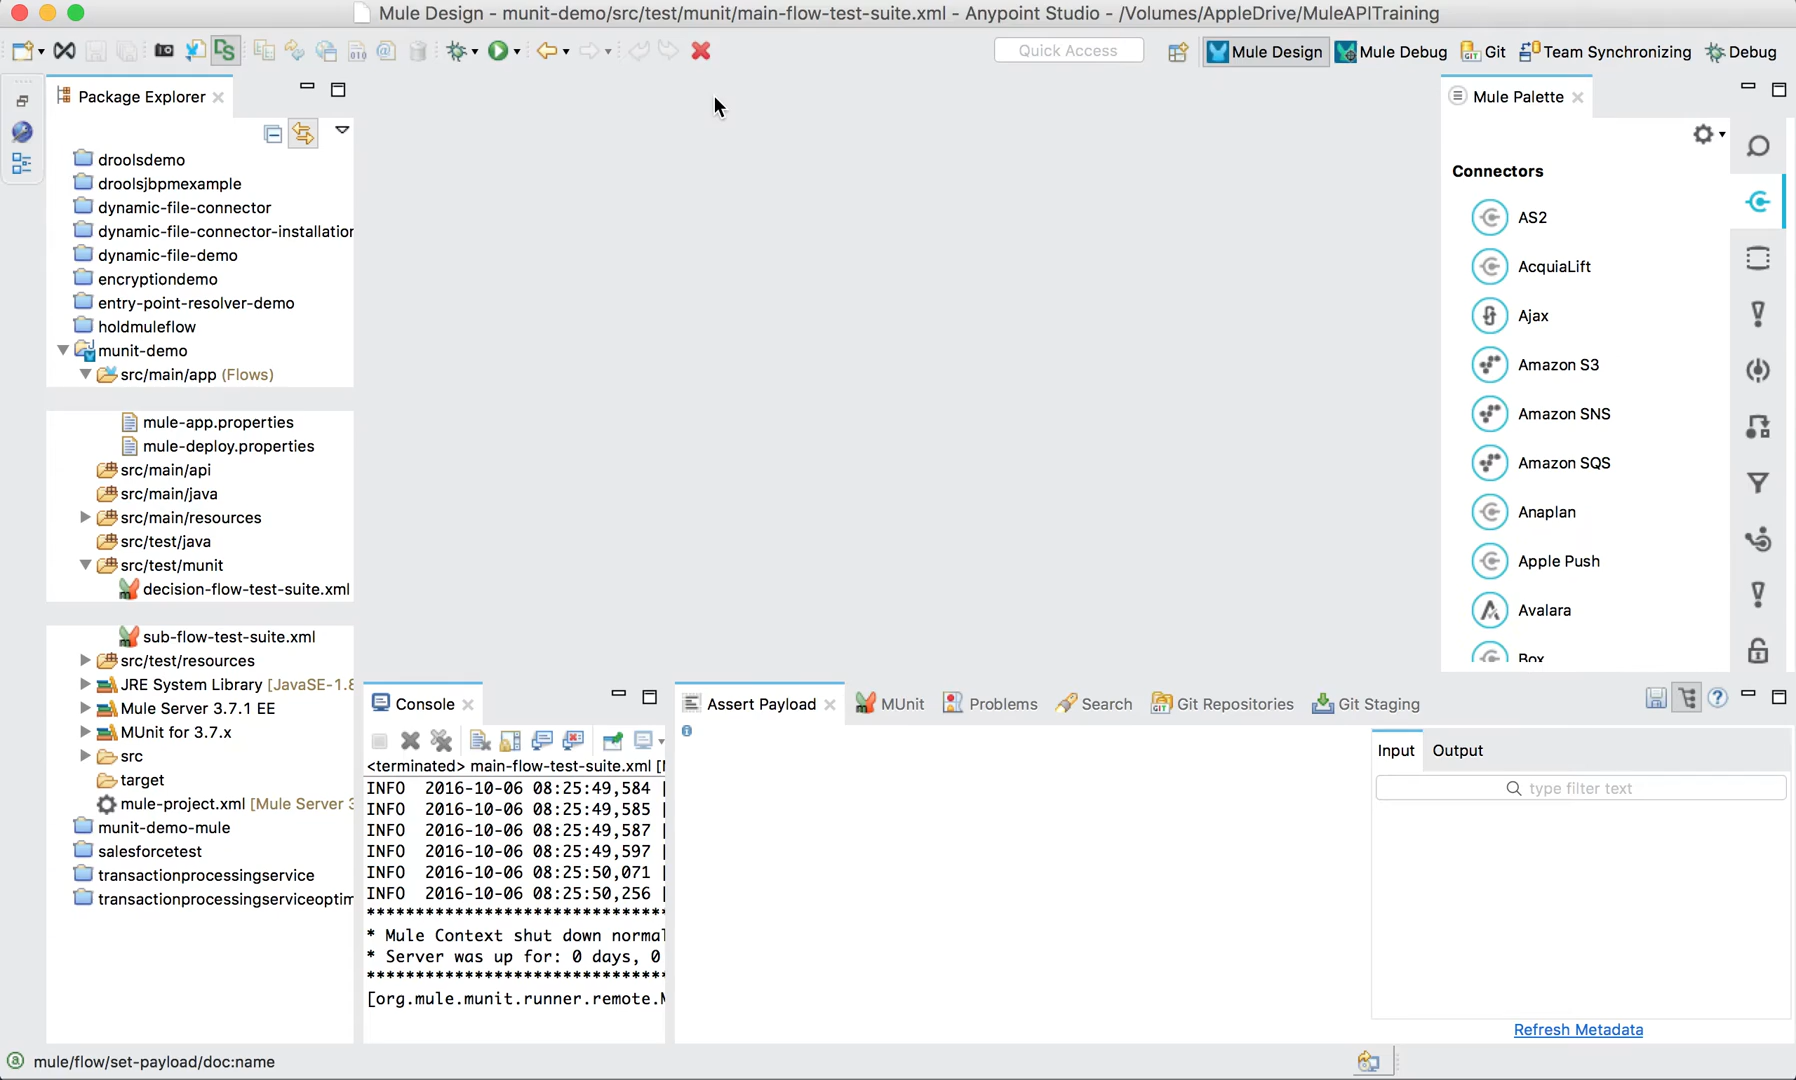 Mule Design - munit-demo/src/test/munit/main-flow-test-suite.xml - Anypoint Studio - /Volumes/AppleDrive/MuleAPITraining
Quick Access
Mule Design
Mule Debug
Git
Team Synchronizing
Debug
Package Explorer
droolsdemo
droolsjbpmexample
dynamic-file-connector
dynamic-file-connector-installation
dynamic-file-demo
encryptiondemo
entry-point-resolver-demo
holdmuleflow
munit-demo
src/main/app (Flows)
mule-app.properties
mule-deploy.properties
src/main/api
src/main/java
src/main/resources
src/test/java
src/test/munit
decision-flow-test-suite.xml
sub-flow-test-suite.xml
src/test/resources
JRE System Library [JavaSE-1.8
Mule Server 3.7.1 EE
MUnit for 3.7.x
src
target
mule-project.xml [Mule Server 3
munit-demo-mule
salesforcetest
transactionprocessingservice
transactionprocessingserviceoptim
Console
<terminated> main-flow-test-suite.xml [
INFO 2016-10-06 08:25:49,584 |
INFO 2016-10-06 08:25:49,585 |
INFO 2016-10-06 08:25:49,587 |
INFO 2016-10-06 08:25:49,597 |
INFO 2016-10-06 08:25:50,071 |
INFO 2016-10-06 08:25:50,256 |
*******************************
* Mule Context shut down normal
* Server was up for: 0 days, 0
*******************************
[org.mule.munit.runner.remote.M
Assert Payload
MUnit
Problems
Search
Git Repositories
Git Staging
Input
Output
type filter text
Refresh Metadata
Mule Palette
Connectors
AS2
AcquiaLift
Ajax
Amazon S3
Amazon SNS
Amazon SQS
Anaplan
Apple Push
Avalara
Box
mule/flow/set-payload/doc:name